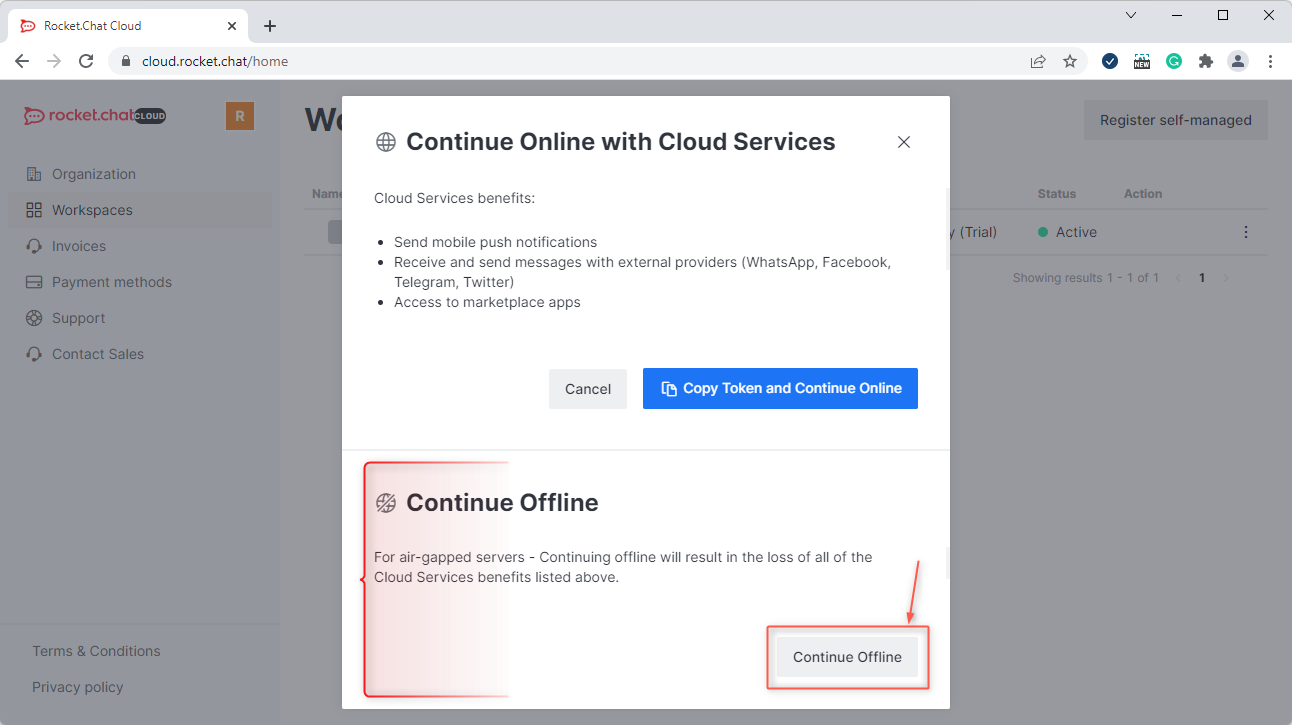 Rocket.Chat Cloud
cloud.rocket.chat/home
NEW
rocket.chat CLOUD
R
Register self-managed
Organization
Workspaces
Invoices
Payment methods
Support
Contact Sales
Terms & Conditions
Privacy policy
Status
Action
(Trial)
Active
Showing results 1 - 1 of 1
1
Continue Online with Cloud Services
Cloud Services benefits:
Send mobile push notifications
Receive and send messages with external providers (WhatsApp, Facebook,
Telegram, Twitter)
Access to marketplace apps
Cancel
Copy Token and Continue Online
Continue Offline
For air-gapped servers - Continuing offline will result in the loss of all of the
Cloud Services benefits listed above.
Continue Offline